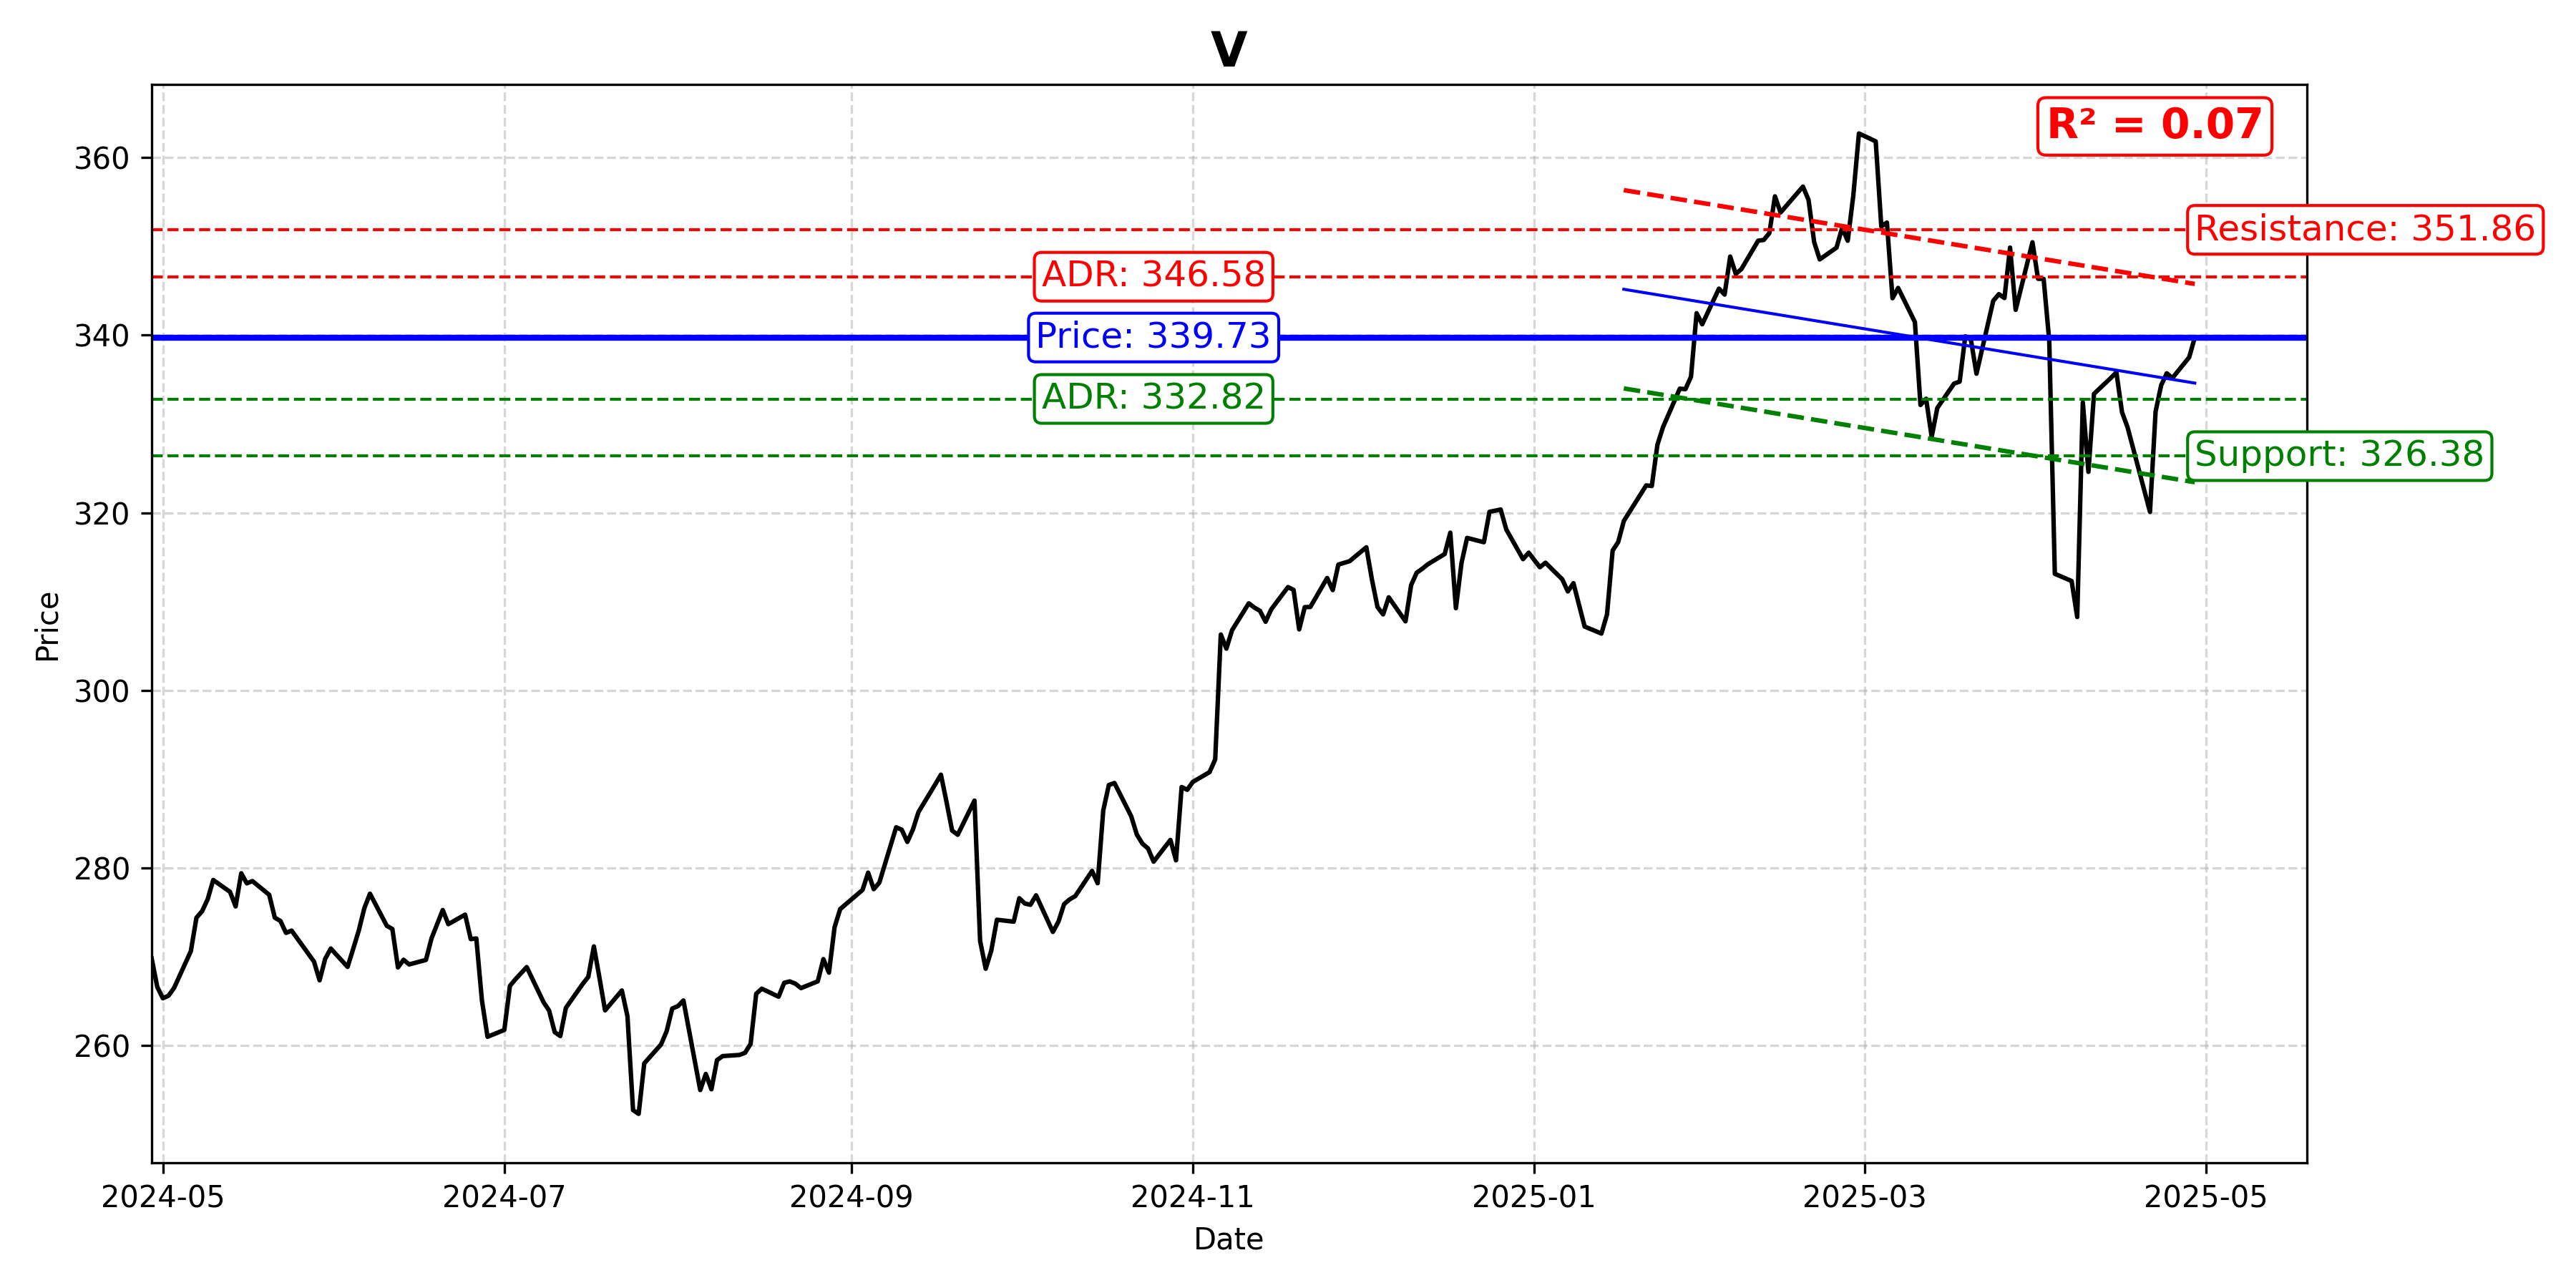 V
R² = 0.07
360
340
320
300
280
260
Price
Resistance: 351.86
ADR: 346.58
Price: 339.73
ADR: 332.82
Support: 326.38
2024-05
2024-07
2024-09
2024-11
2025-01
2025-03
2025-05
Date